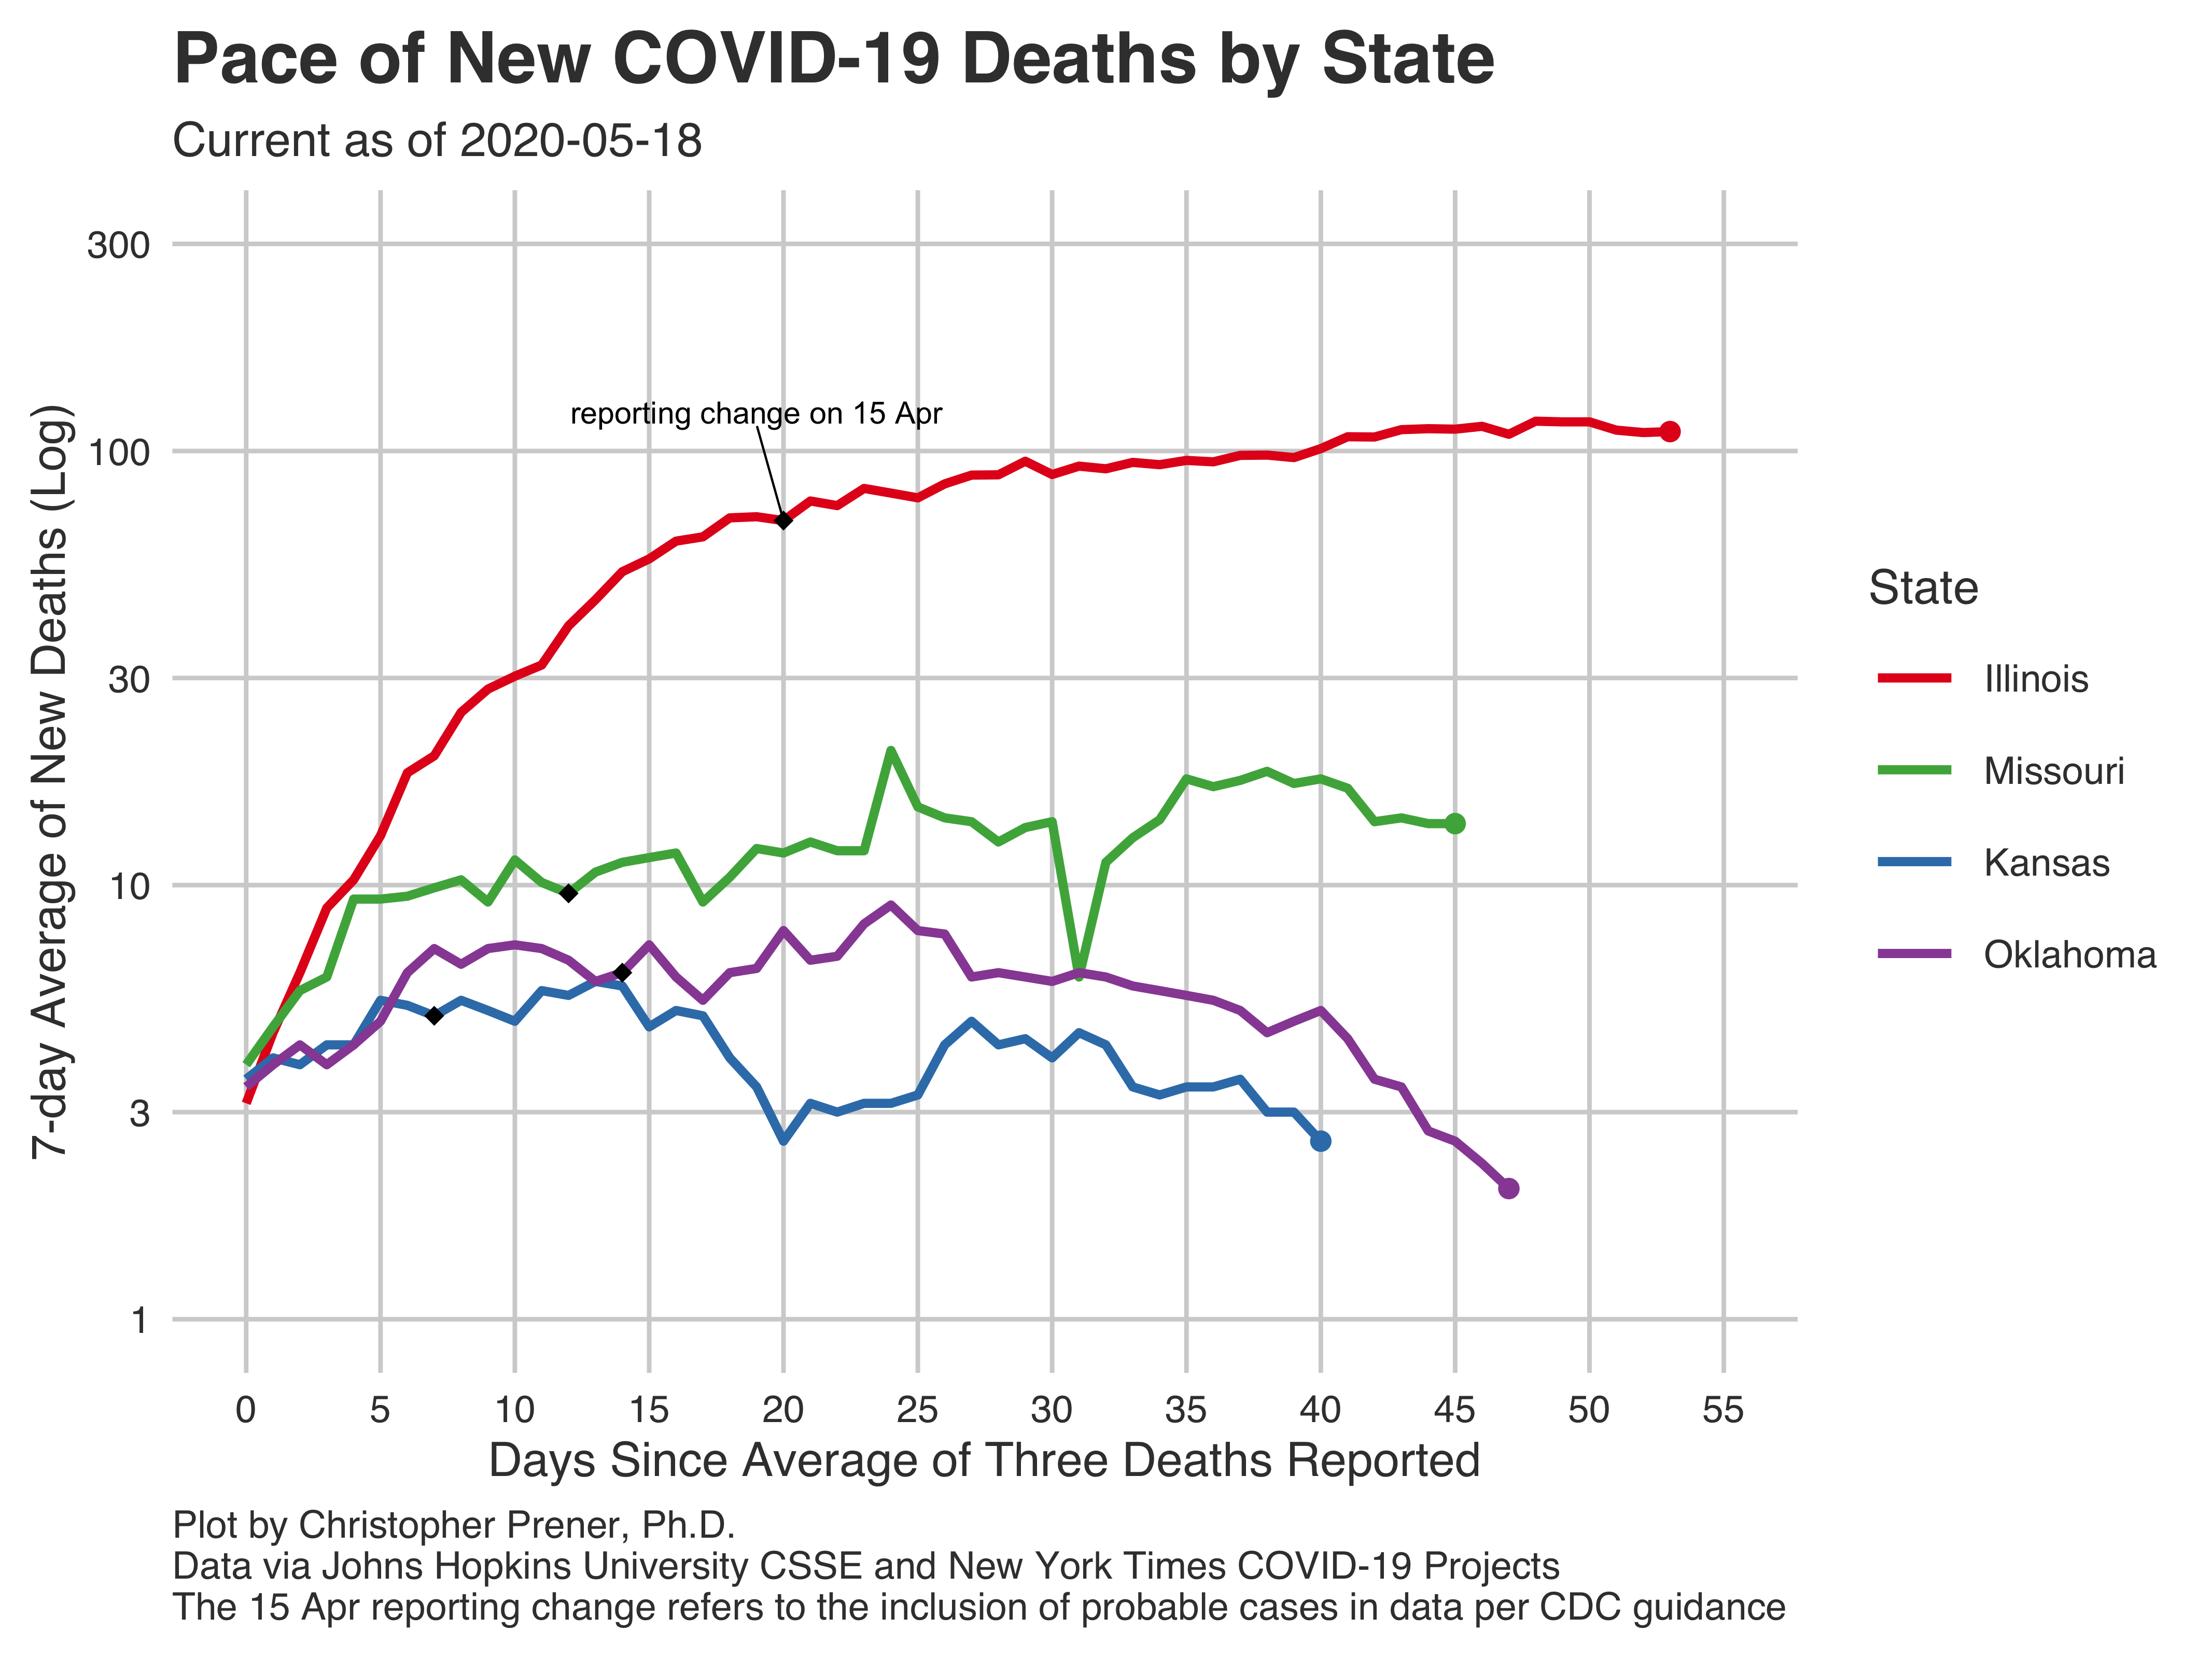 Pace of New COVID-19 Deaths by State
Current as of 2020-05-18
7-day Average of New Deaths (Log)
300
100
30
10
3
1
reporting change on 15 Apr
0 5 10 15 20 25 30 35 40 45 50 55
Days Since Average of Three Deaths Reported
State
Illinois
Missouri
Kansas
Oklahoma
Plot by Christopher Prener, Ph.D.
Data via Johns Hopkins University CSSE and New York Times COVID-19 Projects
The 15 Apr reporting change refers to the inclusion of probable cases in data per CDC guidance